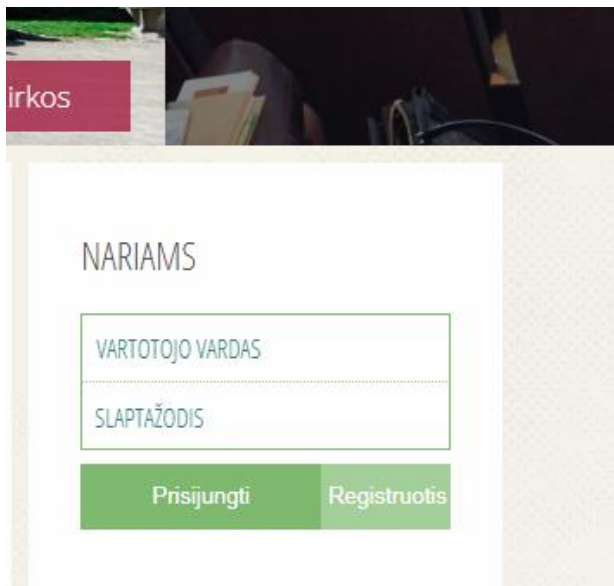 irkos
NARIAMS
VARTOTOJO VARDAS
SLAPTAŽODIS
Prisijungti Registruotis